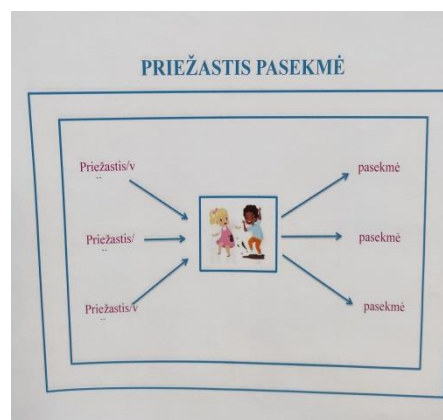 PRIEŽASTIS PASEKMĖ
Priežastis/v
pasekmė
Priežastis/
pasekmė
Priežastis/v
pasekmė